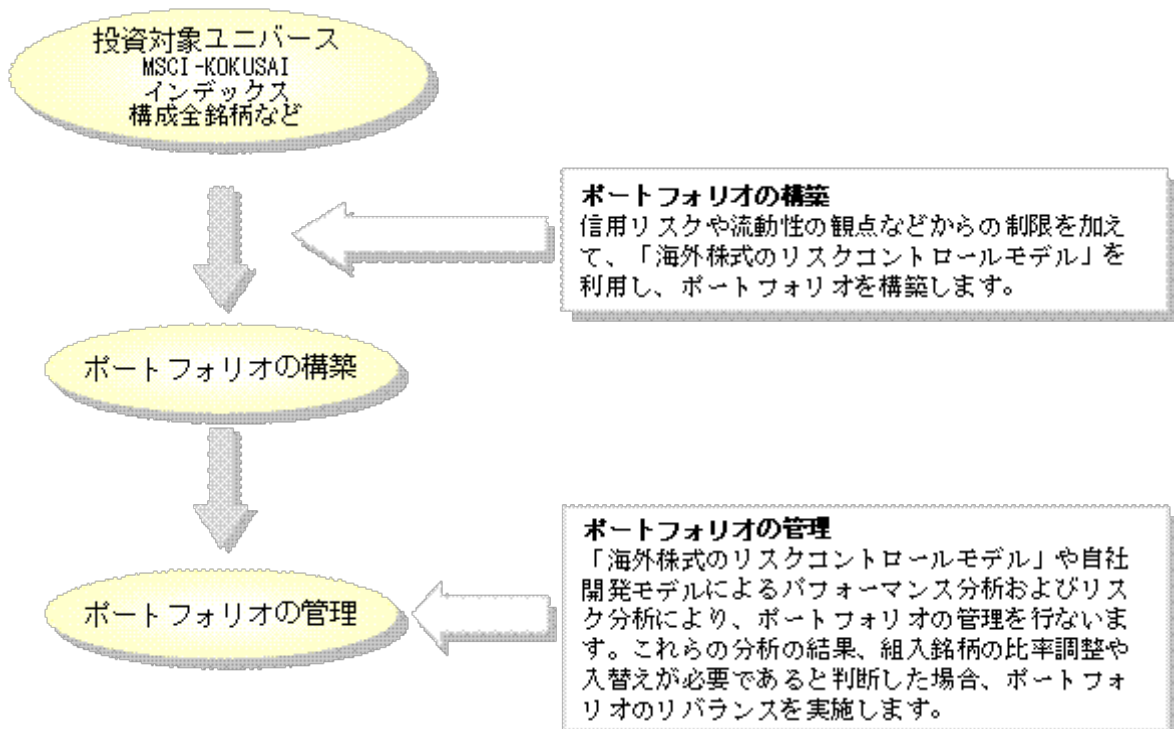 投資対象ユニバース
MSCI-KOKUSAI
インデックス
構成全銘柄など
ポートフォリオの構築
信用リスクや流動性の観点などからの制限を加え
て、「海外株式のリスクコントロールモデル」を
利用し、ポートフォリオを構築します。
ポートフォリオの構築
ポートフォリオの管理
「海外株式のリスクコントロールモデル」や自社
開発モデルによるパフォーマンス分析およびリス
ク分析により、ポートフォリオの管理を行ないま
す。これらの分析の結果、組入銘柄の比率調整や
入替えが必要であると判断した場合、ポートフォ
リオのリバランスを実施します。
ポートフォリオの管理